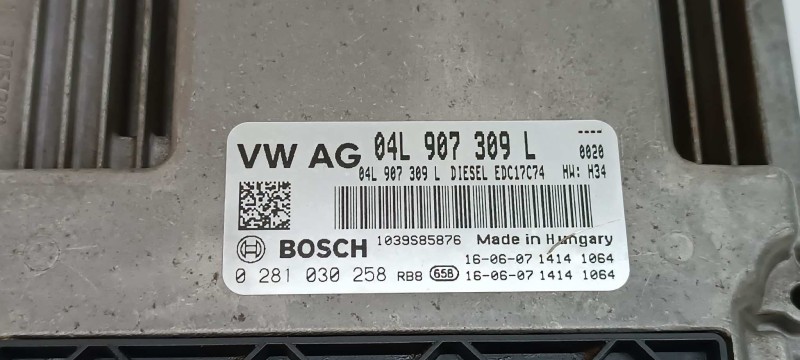 VW AG 04L 907 309 L ----
0020
04L 907 309 L DIESEL EDC17C74 HW: H34
BOSCH 1039S85876 Made in Hungary
16-06-07 1414 1064
0 281 030 258 RB8 65B 16-06-07 1414 1064